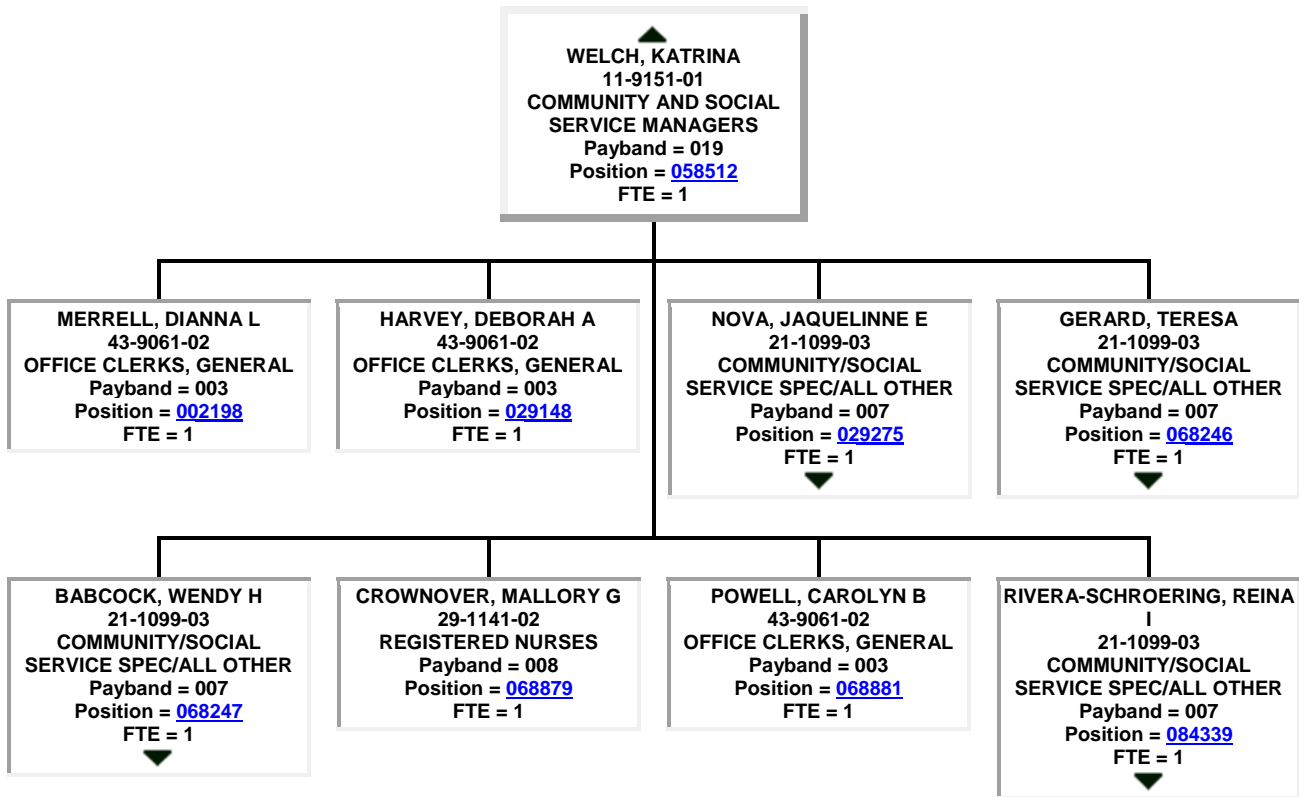 WELCH, KATRINA
11-9151-01
COMMUNITY AND SOCIAL
SERVICE MANAGERS
Payband = 019
Position = 058512
FTE = 1
MERRELL, DIANNA L
43-9061-02
OFFICE CLERKS, GENERAL
Payband = 003
Position = 002198
FTE = 1
HARVEY, DEBORAH A
43-9061-02
OFFICE CLERKS, GENERAL
Payband = 003
Position = 029148
FTE = 1
NOVA, JAQUELINNE E
21-1099-03
COMMUNITY/SOCIAL
SERVICE SPEC/ALL OTHER
Payband = 007
Position = 029275
FTE = 1
GERARD, TERESA
21-1099-03
COMMUNITY/SOCIAL
SERVICE SPEC/ALL OTHER
Payband = 007
Position = 068246
FTE = 1
BABCOCK, WENDY H
21-1099-03
COMMUNITY/SOCIAL
SERVICE SPEC/ALL OTHER
Payband = 007
Position = 068247
FTE = 1
CROWNOVER, MALLORY G
29-1141-02
REGISTERED NURSES
Payband = 008
Position = 068879
FTE = 1
POWELL, CAROLYN B
43-9061-02
OFFICE CLERKS, GENERAL
Payband = 003
Position = 068881
FTE = 1
RIVERA-SCHROERING, REINA
I
21-1099-03
COMMUNITY/SOCIAL
SERVICE SPEC/ALL OTHER
Payband = 007
Position = 084339
FTE = 1